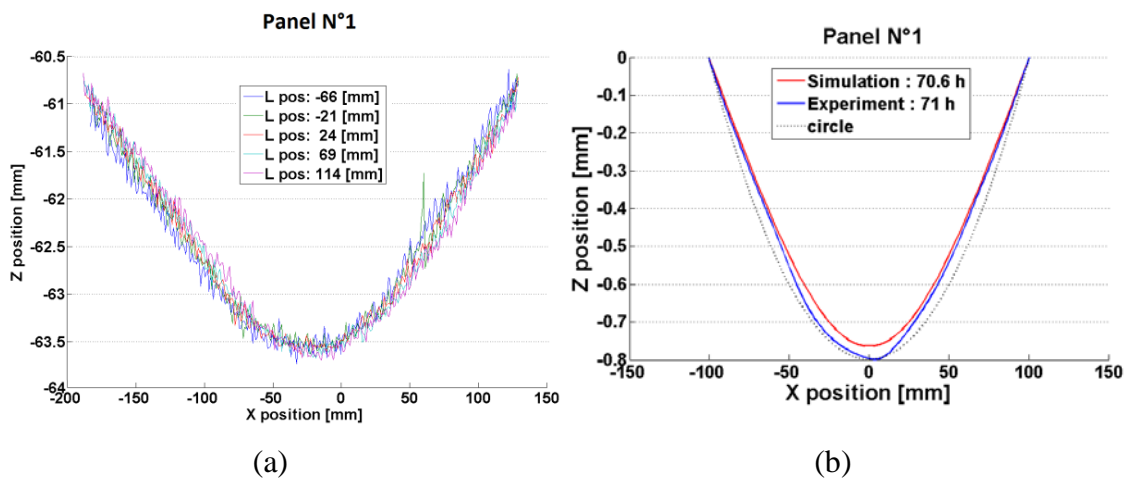 Panel N°1
-60.5
-61
-61.5
-62
-62.5
-63
-63.5
-64
Z position [mm]
L pos: -66 [mm]
L pos: -21 [mm]
L pos: 24 [mm]
L pos: 69 [mm]
L pos: 114 [mm]
-200 -150 -100 -50 0 50 100 150
X position [mm]
(a)
Panel N°1
0
-0.1
-0.2
-0.3
-0.4
-0.5
-0.6
-0.7
-0.8
Z position [mm]
Simulation : 70.6 h
Experiment : 71 h
circle
-150 -100 -50 0 50 100 150
X position [mm]
(b)